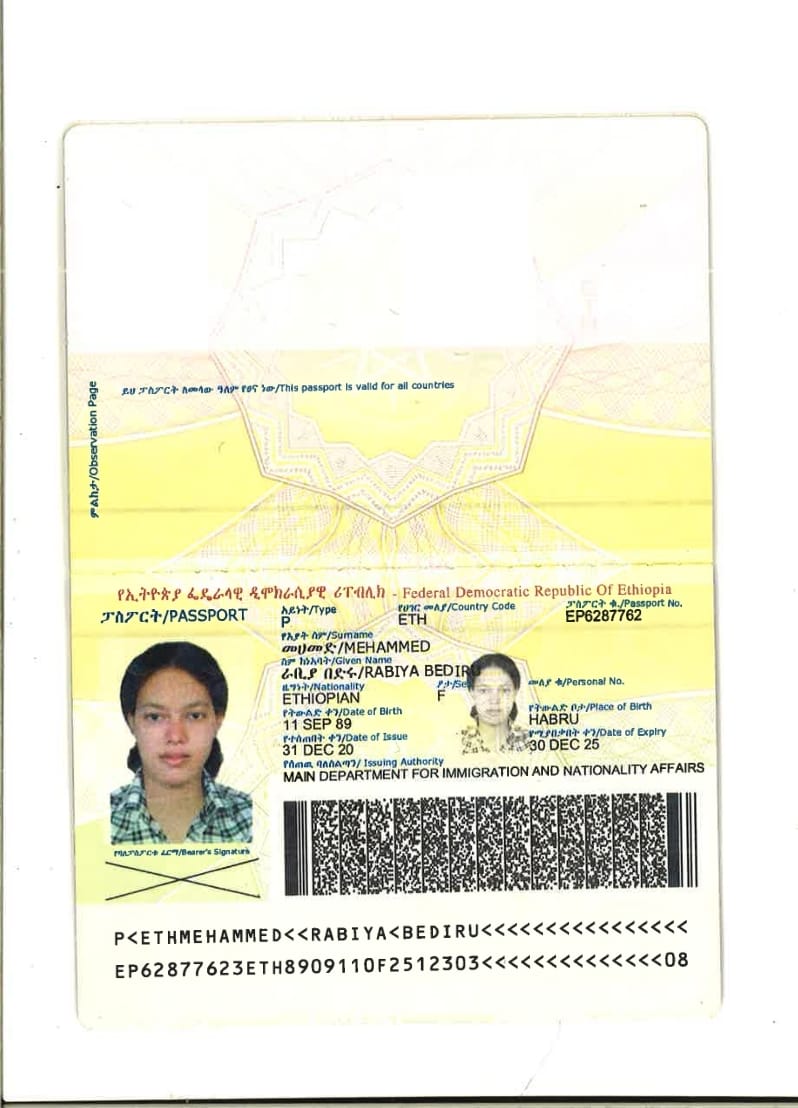 ምልከታ/Observation Page
ይህ ፓስፖርት ለመላው ዓለም የፀና ነው/This passport is valid for all countries
የኢትዮጵያ ፌዴራላዊ ዲሞክራሲያዊ ሪፐብሊክ - Federal Democratic Republic Of Ethiopia
ፓስፖርት/PASSPORT
አይነት/Type
P
የሀገር መለያ/Country Code
ETH
ፓስፖርት ቁ./Passport No.
EP6287762
የአያት ስም/Surname
መሀመድ/MEHAMMED
ስም ከነአባት/Given Name
ራቢያ በድሩ/RABIYA BEDIRU
ዜግነት/Nationality
ETHIOPIAN
ፆታ/Se
F
መለያ ቁ/Personal No.
የትውልድ ቀን/Date of Birth
11 SEP 89
የትውልድ ቦታ/Place of Birth
HABRU
የተሰጠበት ቀን/Date of Issue
31 DEC 20
የሚያበቃበት ቀን/Date of Expiry
30 DEC 25
የሰጠዉ ባለስልጣን/ Issuing Authority
MAIN DEPARTMENT FOR IMMIGRATION AND NATIONALITY AFFAIRS
የባለፓስፖርቱ ፊርማ/Bearer's Signature
P<ETHMEHAMMED<<RABIYA<BEDIRU<<<<<<<<<<<<<<<<
EP62877623ETH8909110F2512303<<<<<<<<<<<<<<08